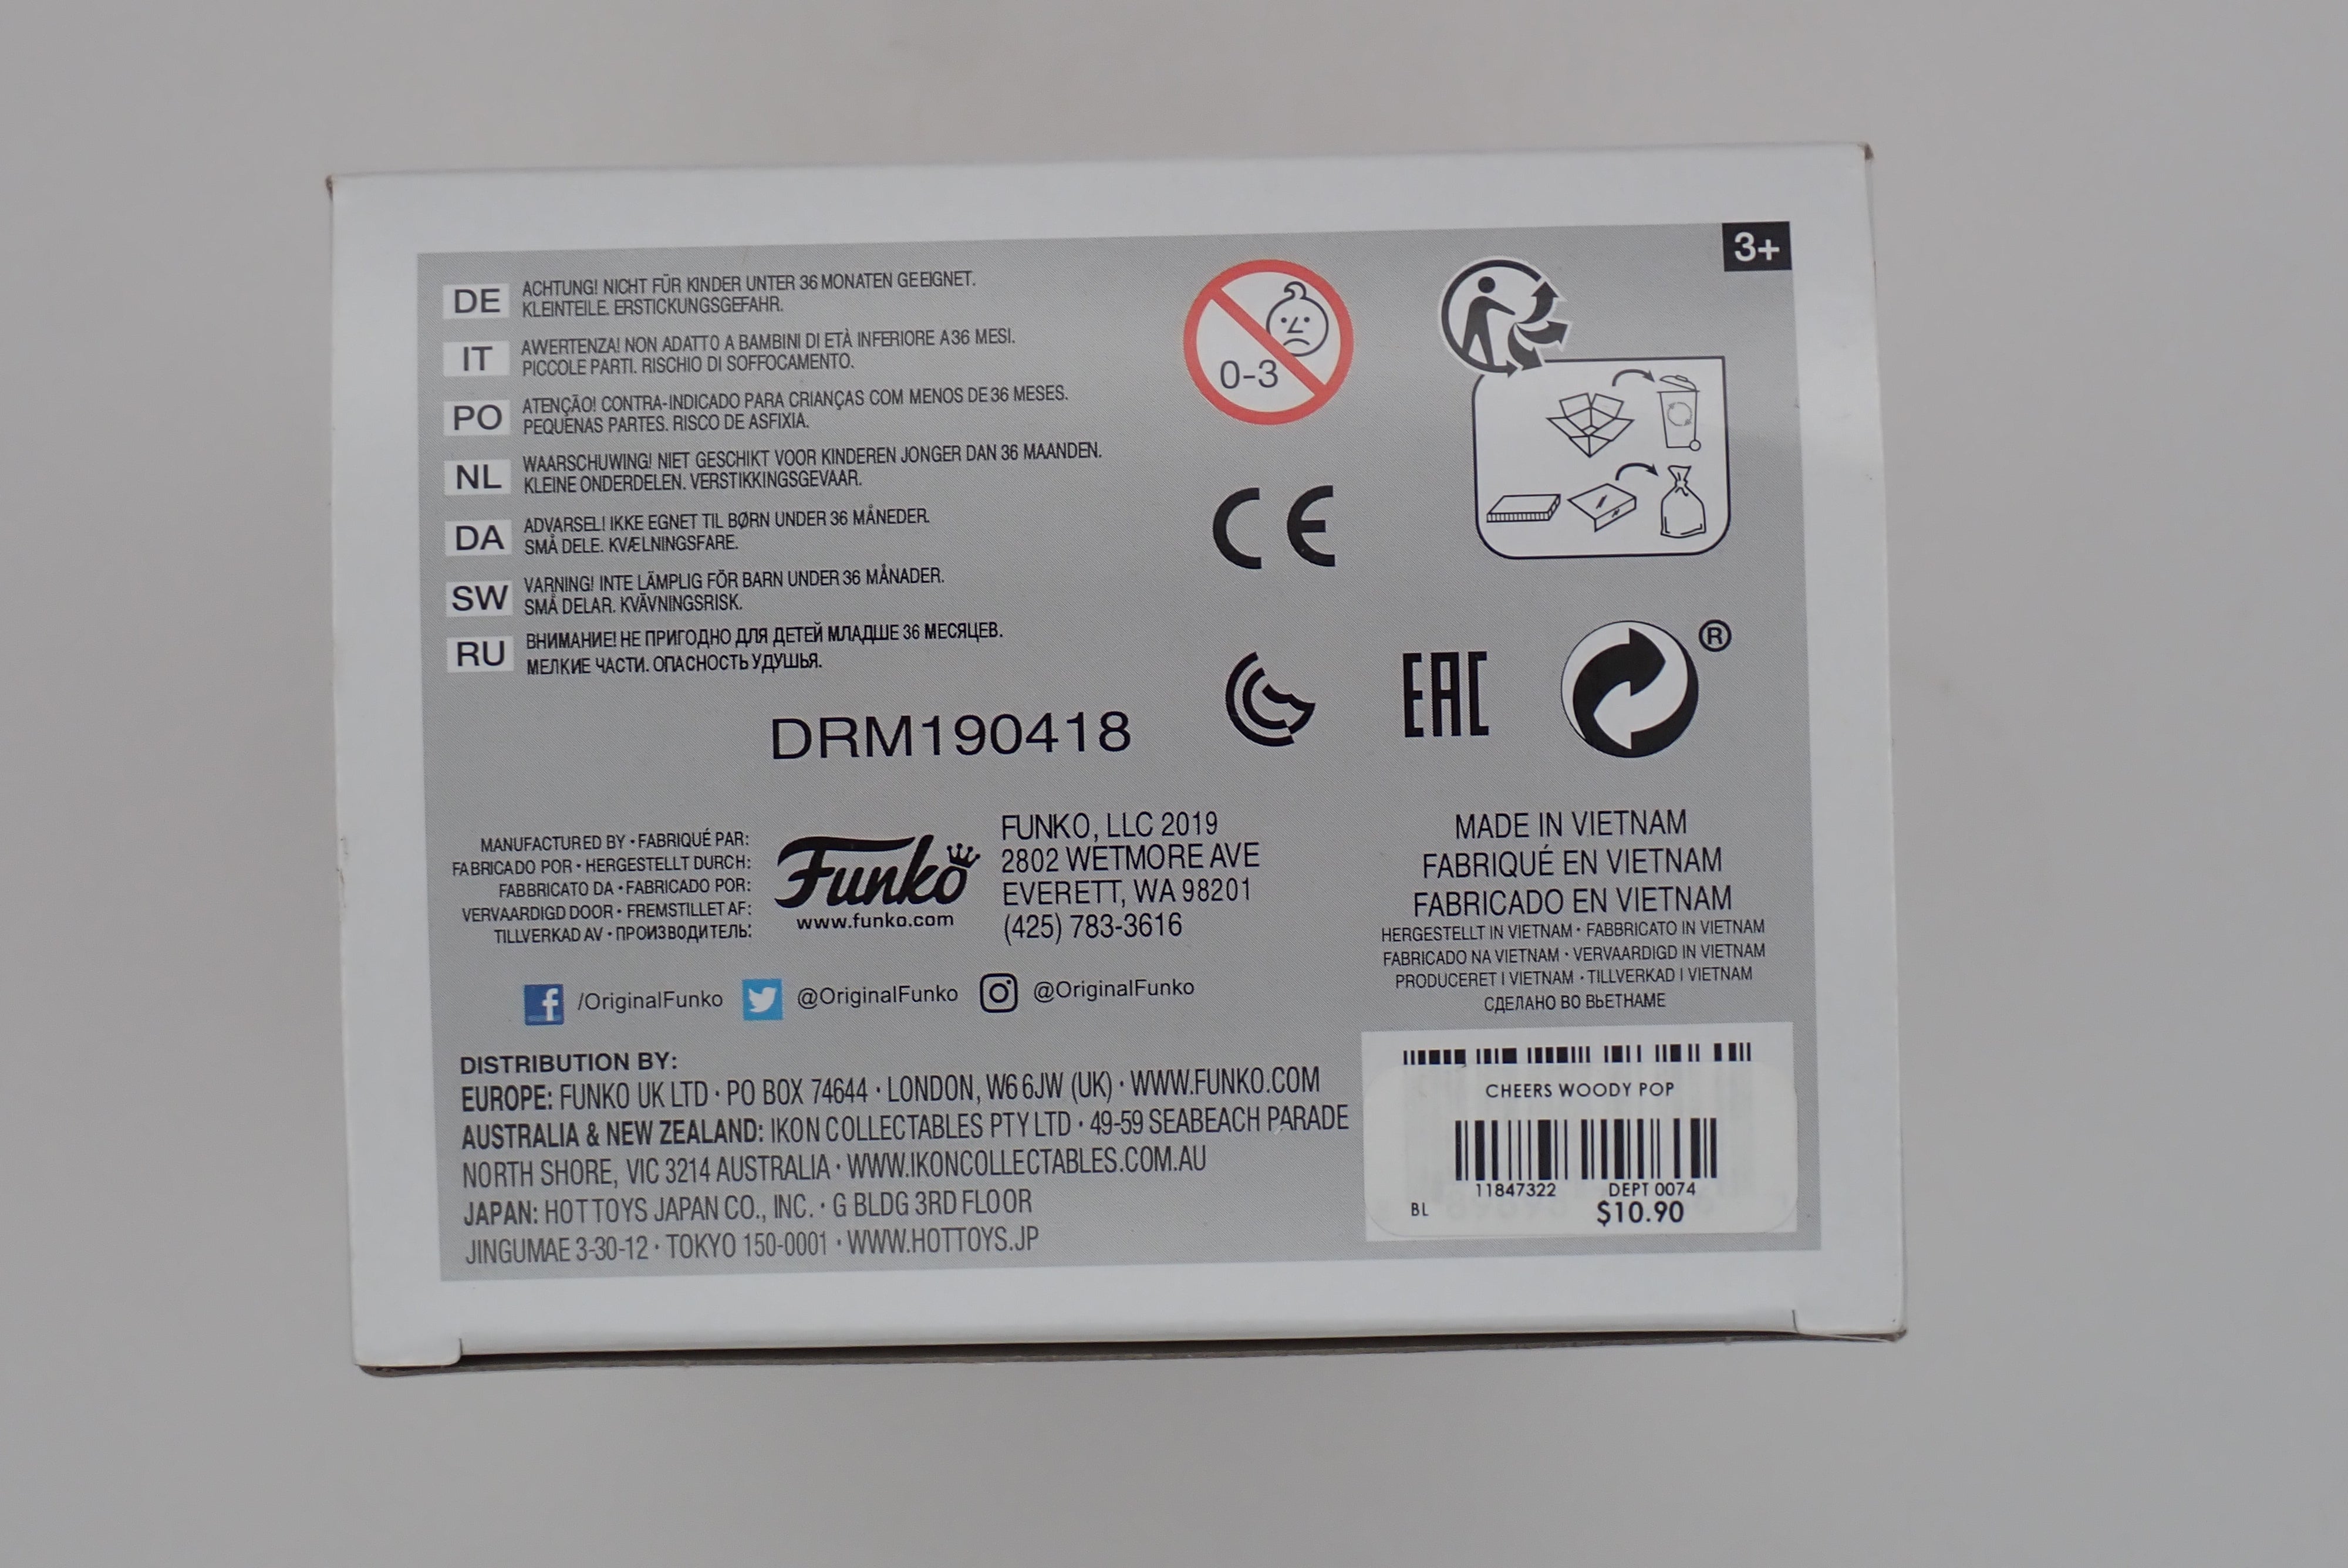 3+
DE
ACHTUNG! NICHT FÜR KINDER UNTER 36 MONATEN GEEIGNET.
KLEINTEILE. ERSTICKUNGSGEFAHR.
IT
AWERTENZA! NON ADATTO A BAMBINI DI ETÀ INFERIORE A 36 MESI.
PICCOLE PARTI. RISCHIO DI SOFFOCAMENTO.
PO
ATENÇÃO! CONTRA-INDICADO PARA CRIANÇAS COM MENOS DE 36 MESES.
PEQUENAS PARTES. RISCO DE ASFIXIA.
NL
WAARSCHUWING! NIET GESCHIKT VOOR KINDEREN JONGER DAN 36 MAANDEN.
KLEINE ONDERDELEN. VERSTIKKINGSGEVAAR.
DA
ADVARSEL! IKKE EGNET TIL BØRN UNDER 36 MÅNEDER.
SMÅ DELE. KVÆLNINGSFARE.
SW
VARNING! INTE LÄMPLIG FÖR BARN UNDER 36 MÅNADER.
SMÅ DELAR. KVÄVNINGSRISK.
RU
ВНИМАНИЕ! НЕ ПРИГОДНО ДЛЯ ДЕТЕЙ МЛАДШЕ 36 МЕСЯЦЕВ.
МЕЛКИЕ ЧАСТИ. ОПАСНОСТЬ УДУШЬЯ.
0-3
CE
DRM190418
EAC
®
MANUFACTURED BY • FABRIQUÉ PAR:
FABRICADO POR • HERGESTELLT DURCH:
FABBRICATO DA • FABRICADO POR:
VERVAARDIGD DOOR • FREMSTILLET AF:
TILLVERKAD AV • ПРОИЗВОДИТЕЛЬ:
Funko
www.funko.com
FUNKO, LLC 2019
2802 WETMORE AVE
EVERETT, WA 98201
(425) 783-3616
MADE IN VIETNAM
FABRIQUÉ EN VIETNAM
FABRICADO EN VIETNAM
HERGESTELLT IN VIETNAM • FABBRICATO IN VIETNAM
FABRICADO NA VIETNAM • VERVAARDIGD IN VIETNAM
PRODUCERET I VIETNAM • TILLVERKAD I VIETNAM
СДЕЛАНО ВО ВЬЕТНАМЕ
/OriginalFunko @OriginalFunko @OriginalFunko
DISTRIBUTION BY:
EUROPE: FUNKO UK LTD • PO BOX 74644 • LONDON, W6 6JW (UK) • WWW.FUNKO.COM
AUSTRALIA & NEW ZEALAND: IKON COLLECTABLES PTY LTD • 49-59 SEABEACH PARADE
NORTH SHORE, VIC 3214 AUSTRALIA • WWW.IKONCOLLECTABLES.COM.AU
JAPAN: HOT TOYS JAPAN CO., INC. • G BLDG 3RD FLOOR
JINGUMAE 3-30-12 • TOKYO 150-0001 • WWW.HOTTOYS.JP
CHEERS WOODY POP
11847322 DEPT 0074
BL $10.90